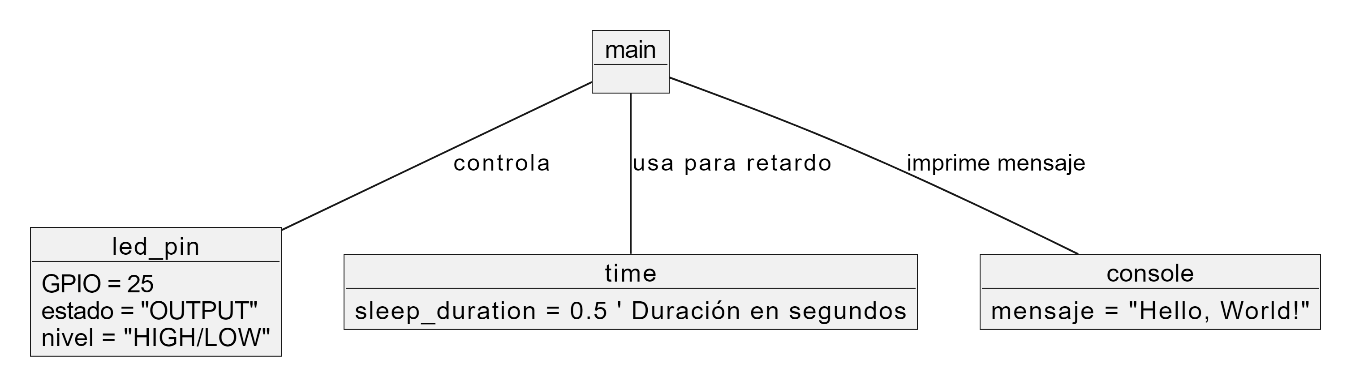 main
controla
usa para retardo
imprime mensaje
led_pin
GPIO = 25
estado = "OUTPUT"
nivel = "HIGH/LOW"
time
sleep_duration = 0.5 ' Duración en segundos
console
mensaje = "Hello, World!"